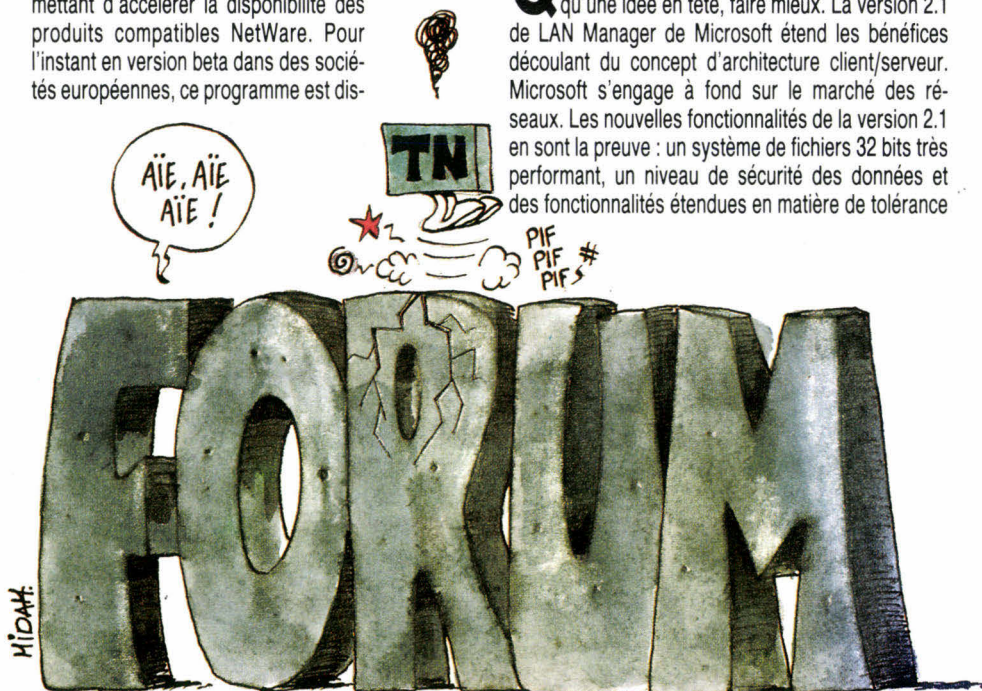 mettant d'accélérer la disponibilité des
produits compatibles NetWare. Pour
l'instant en version beta dans des socié-
tés européennes, ce programme est dis-
qu'une idée en tête, faire mieux. La version 2.1
de LAN Manager de Microsoft étend les bénéfices
découlant du concept d'architecture client/serveur.
Microsoft s'engage à fond sur le marché des ré-
seaux. Les nouvelles fonctionnalités de la version 2.1
en sont la preuve : un système de fichiers 32 bits très
performant, un niveau de sécurité des données et
des fonctionnalités étendues en matière de tolérance
AÏE, AÏE
AÏE !
TN
PIF
PIF
PIF
FORUM
MIDAH.